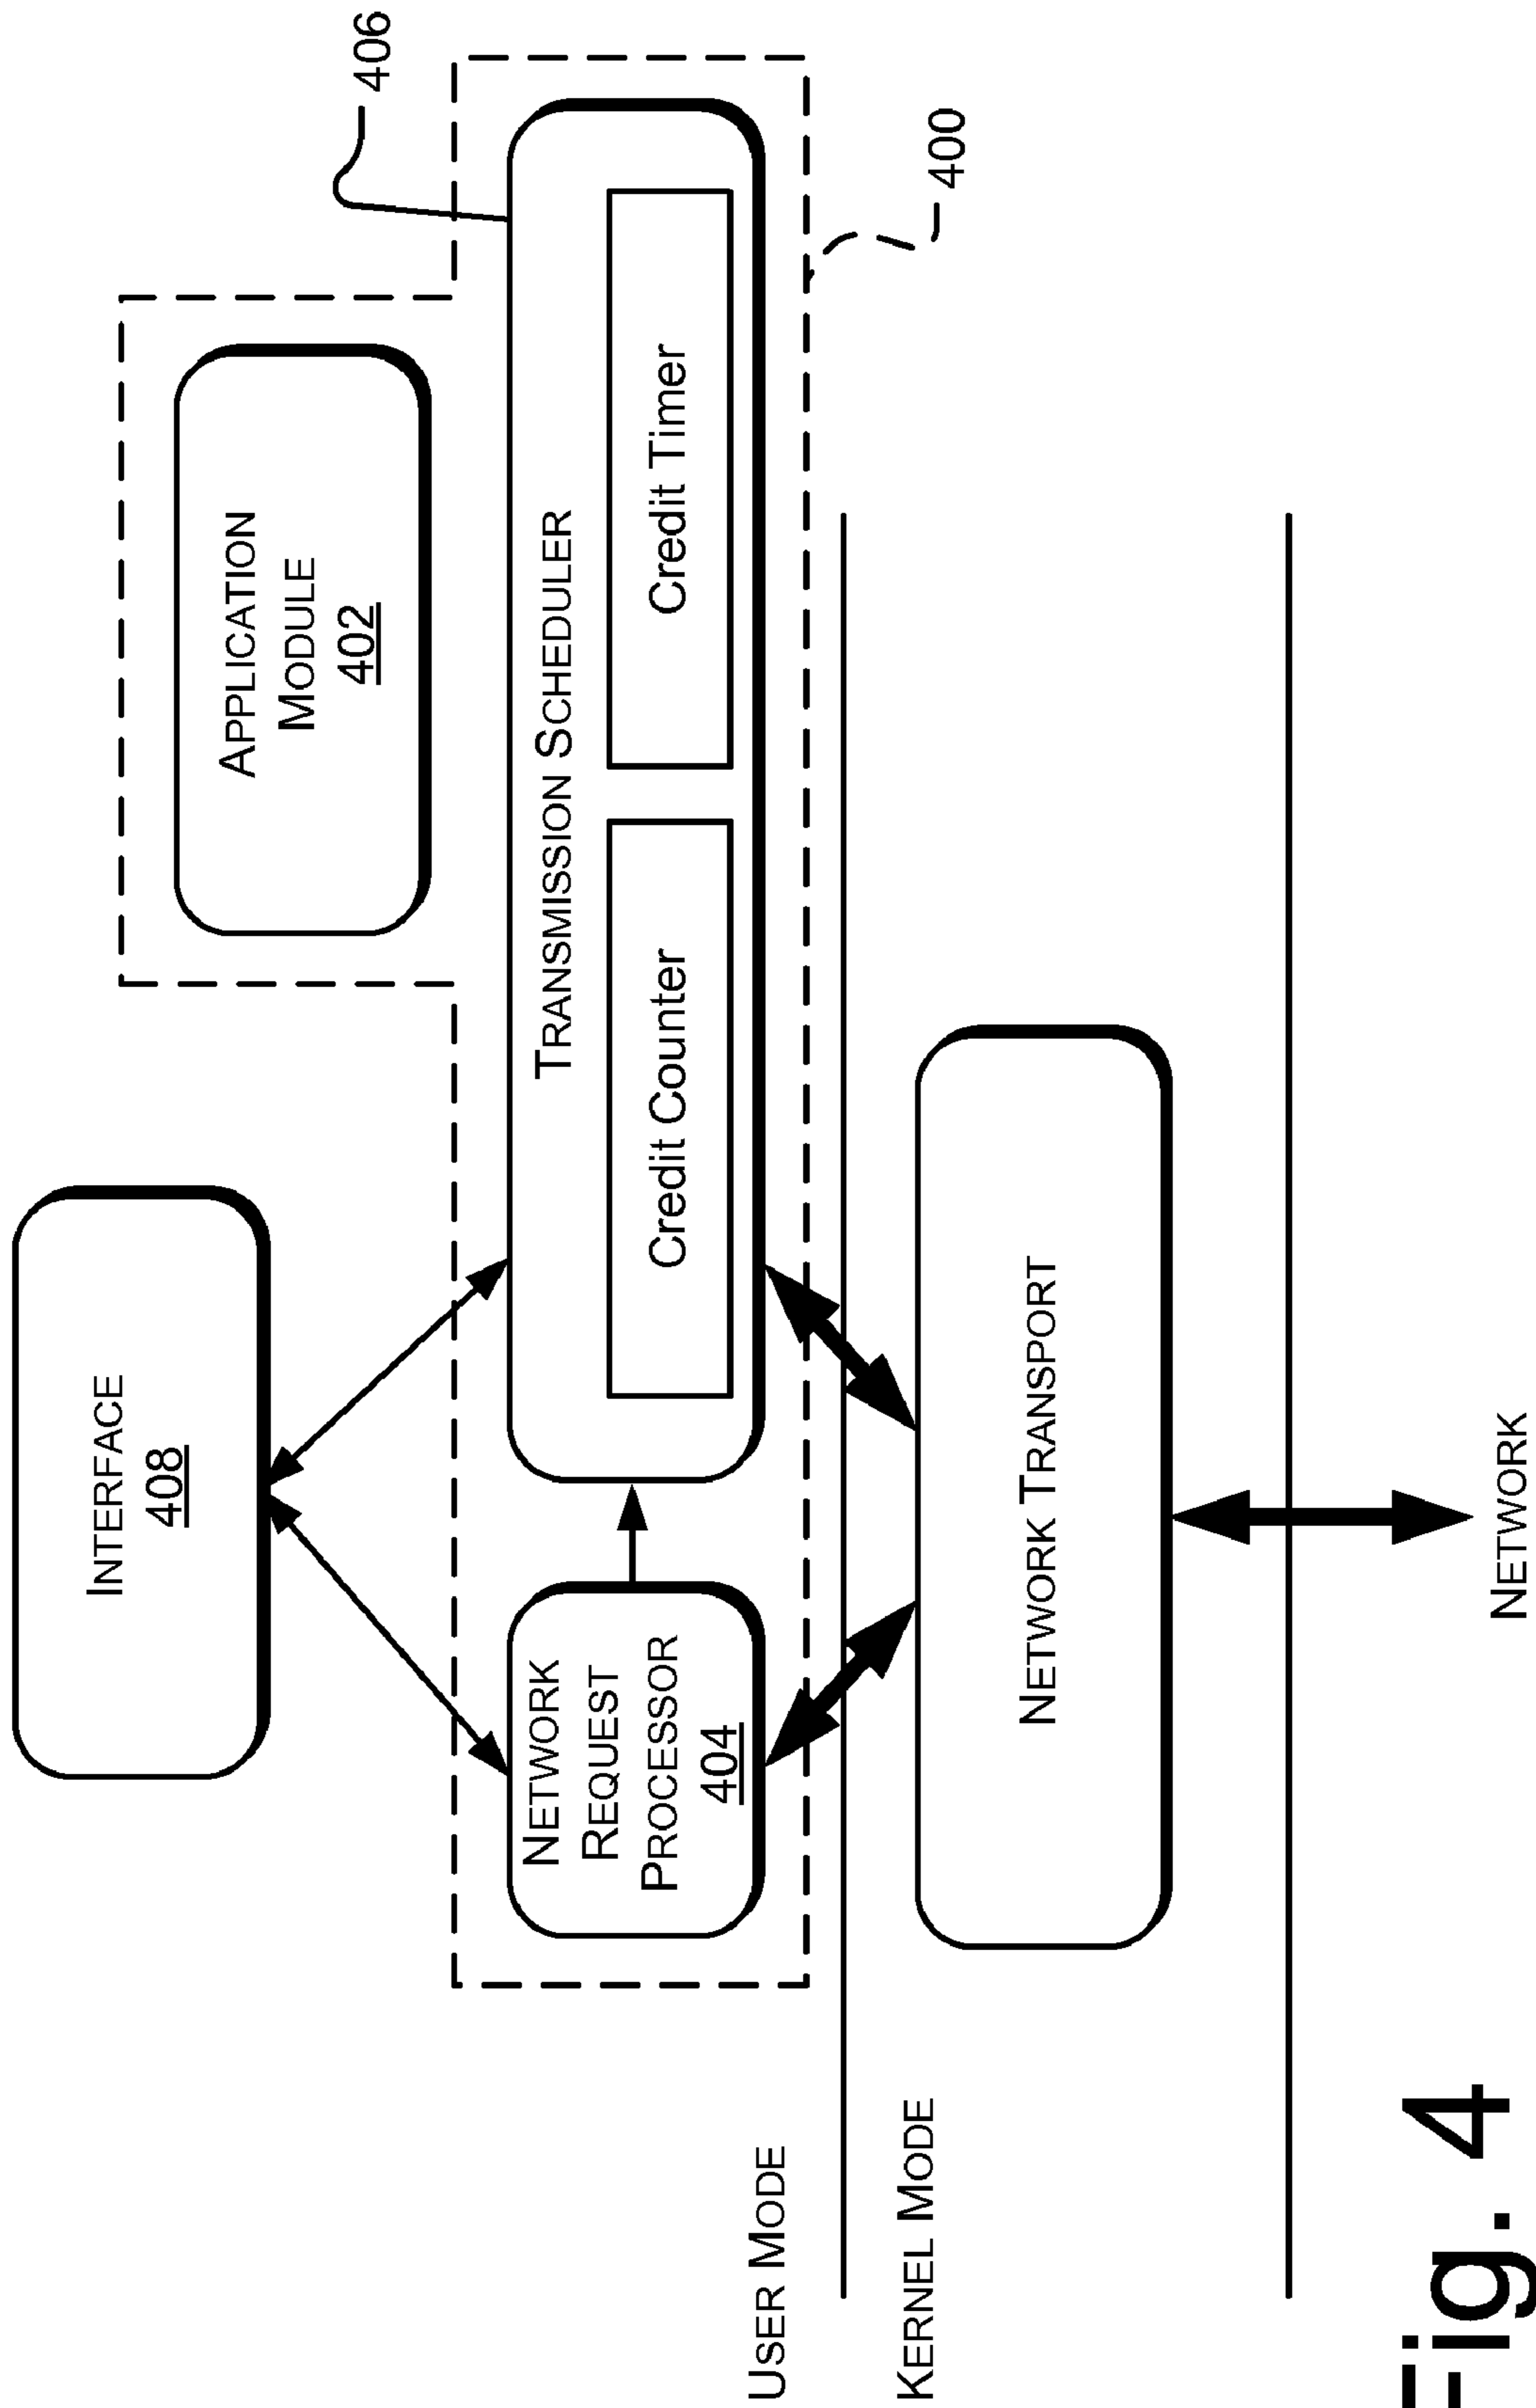 INTERFACE
408
APPLICATION
MODULE
402
406
NETWORK
REQUEST
PROCESSOR
404
TRANSMISSION SCHEDULER
Credit Counter
Credit Timer
400
USER MODE
KERNEL MODE
NETWORK TRANSPORT
NETWORK
Fig. 4